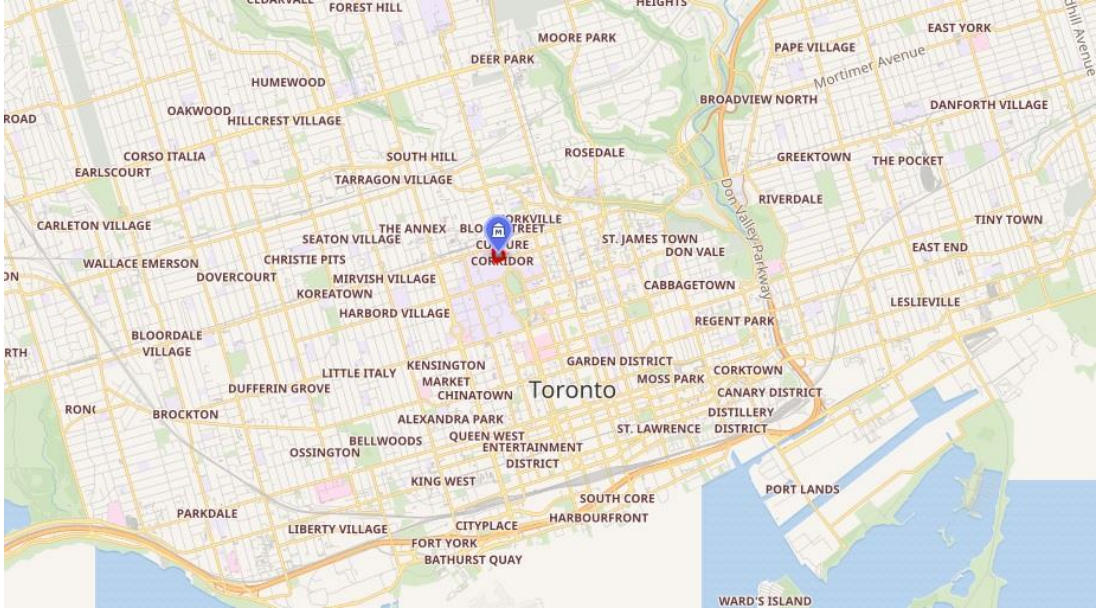 FOREST HILL
HEIGHTS
EAST YORK
MOORE PARK
PAPE VILLAGE
DEER PARK
Mortimer Avenue
HUMEWOOD
BROADVIEW NORTH
DANFORTH VILLAGE
OAKWOOD
HILLCREST VILLAGE
ROAD
CORSO ITALIA
SOUTH HILL
ROSEDALE
GREEKTOWN
THE POCKET
EARLSCOURT
TARRAGON VILLAGE
Don Valley Parkway
RIVERDALE
TINY TOWN
CARLETON VILLAGE
THE ANNEX
ORKVILLE
SEATON VILLAGE
ST. JAMES TOWN
DON VALE
EAST END
WALLACE EMERSON
CHRISTIE PITS
CORRIDOR
DOVERCOURT
MIRVISH VILLAGE
CABBAGETOWN
KOREATOWN
LESLIEVILLE
HARBORD VILLAGE
REGENT PARK
BLOORDALE
VILLAGE
RTH
KENSINGTON
MARKET
GARDEN DISTRICT
LITTLE ITALY
CORKTOWN
MOSS PARK
DUFFERIN GROVE
CHINATOWN
Toronto
CANARY DISTRICT
BROCKTON
ALEXANDRA PARK
DISTILLERY
DISTRICT
ST. LAWRENCE
QUEEN WEST
BELLWOODS
ENTERTAINMENT
DISTRICT
OSSINGTON
KING WEST
PORT LANDS
SOUTH CORE
PARKDALE
HARBOURFRONT
LIBERTY VILLAGE
CITYPLACE
FORT YORK
BATHURST QUAY
WARD'S ISLAND